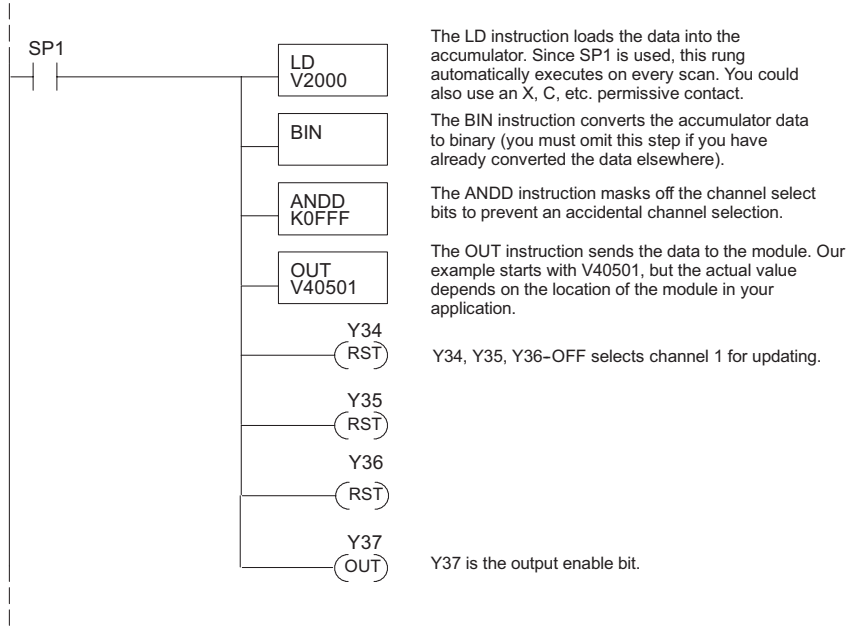 SP1
LD
V2000
The LD instruction loads the data into the
accumulator. Since SP1 is used, this rung
automatically executes on every scan. You could
also use an X, C, etc. permissive contact.
BIN
The BIN instruction converts the accumulator data
to binary (you must omit this step if you have
already converted the data elsewhere).
ANDD
K0FFF
The ANDD instruction masks off the channel select
bits to prevent an accidental channel selection.
OUT
V40501
The OUT instruction sends the data to the module. Our
example starts with V40501, but the actual value
depends on the location of the module in your
application.
Y34
RST
Y34, Y35, Y36-OFF selects channel 1 for updating.
Y35
RST
Y36
RST
Y37
OUT
Y37 is the output enable bit.